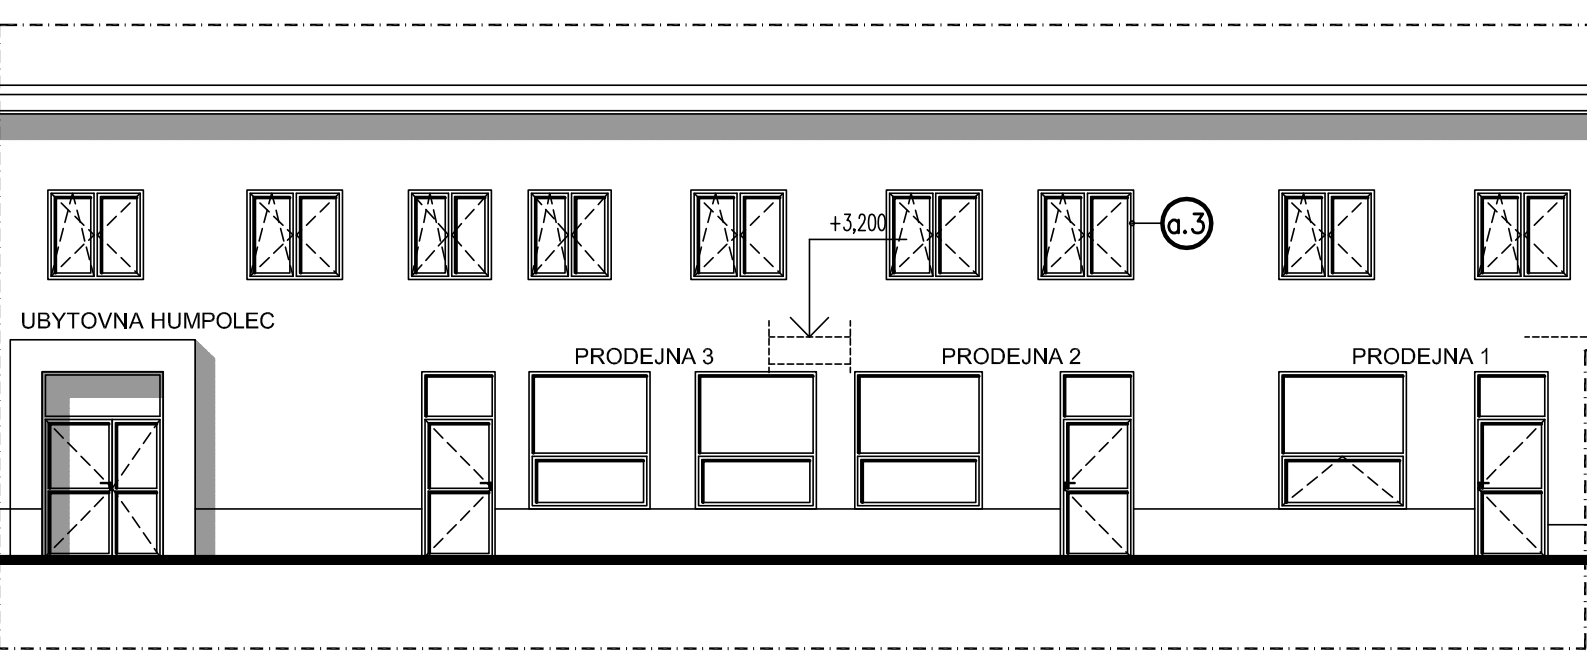 +3,200
a.3
UBYTOVNA HUMPOLEC
PRODEJNA 3
PRODEJNA 2
PRODEJNA 1